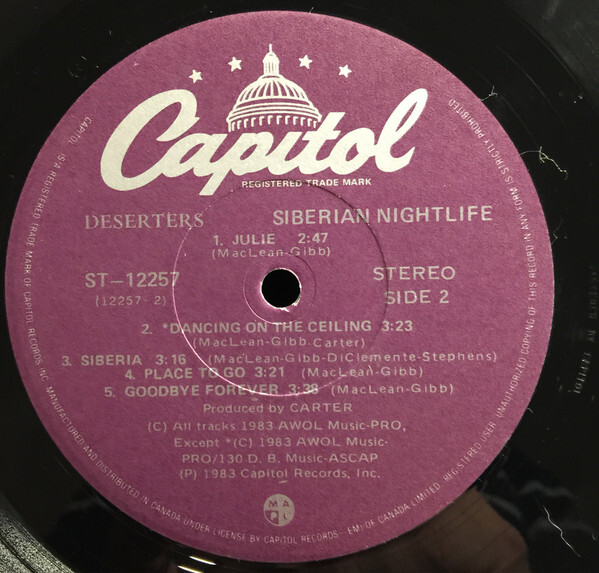 Capitol
REGISTERED TRADE MARK
DESERTERS SIBERIAN NIGHTLIFE
1. JULIE 2:47
(MacLean-Gibb)
ST-12257
(12257-2)
STEREO
SIDE 2
2. *DANCING ON THE CEILING 3:23
(MacLean-Gibb-Carter)
3. SIBERIA 3:16 (MacLean-Gibb-DiClemente-Stephens)
4. PLACE TO GO 3:21 (MacLean-Gibb)
5. GOODBYE FOREVER 3:38 (MacLean-Gibb)
Produced by CARTER
(C) All tracks 1983 AWOL Music-PRO,
Except *(C) 1983 AWOL Music-
PRO/130 D. B. Music-ASCAP
(P) 1983 Capitol Records, Inc.
MAPL
CAPITOL IS A REGISTERED TRADE MARK OF CAPITOL RECORDS, INC. MANUFACTURED AND DISTRIBUTED IN CANADA UNDER LICENSE BY CAPITOL RECORDS-EMI OF CANADA LIMITED, REGISTERED USER. UNAUTHORIZED COPYING OF THIS RECORD IN ANY FORM IS STRICTLY PROHIBITED